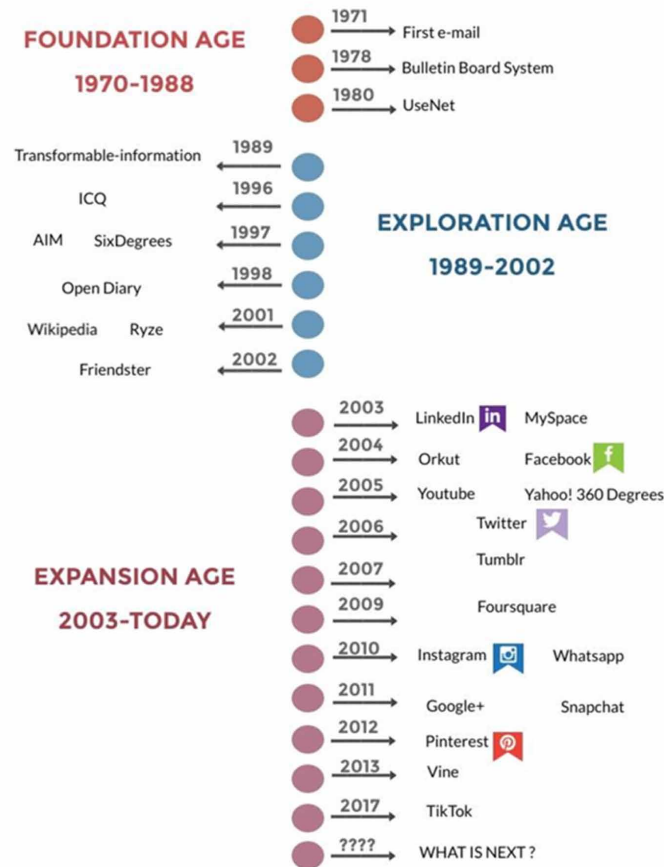 FOUNDATION AGE
1970-1988
1971 First e-mail
1978 Bulletin Board System
1980 UseNet
Transformable-information 1989
ICQ 1996
AIM SixDegrees 1997
Open Diary 1998
Wikipedia Ryze 2001
Friendster 2002
EXPLORATION AGE
1989-2002
EXPANSION AGE
2003-TODAY
2003 LinkedIn in MySpace
2004 Orkut Facebook f
2005 Youtube Yahoo! 360 Degrees
2006 Twitter
2007 Tumblr
2009 Foursquare
2010 Instagram Whatsapp
2011 Google+ Snapchat
2012 Pinterest
2013 Vine
2017 TikTok
???? WHAT IS NEXT ?